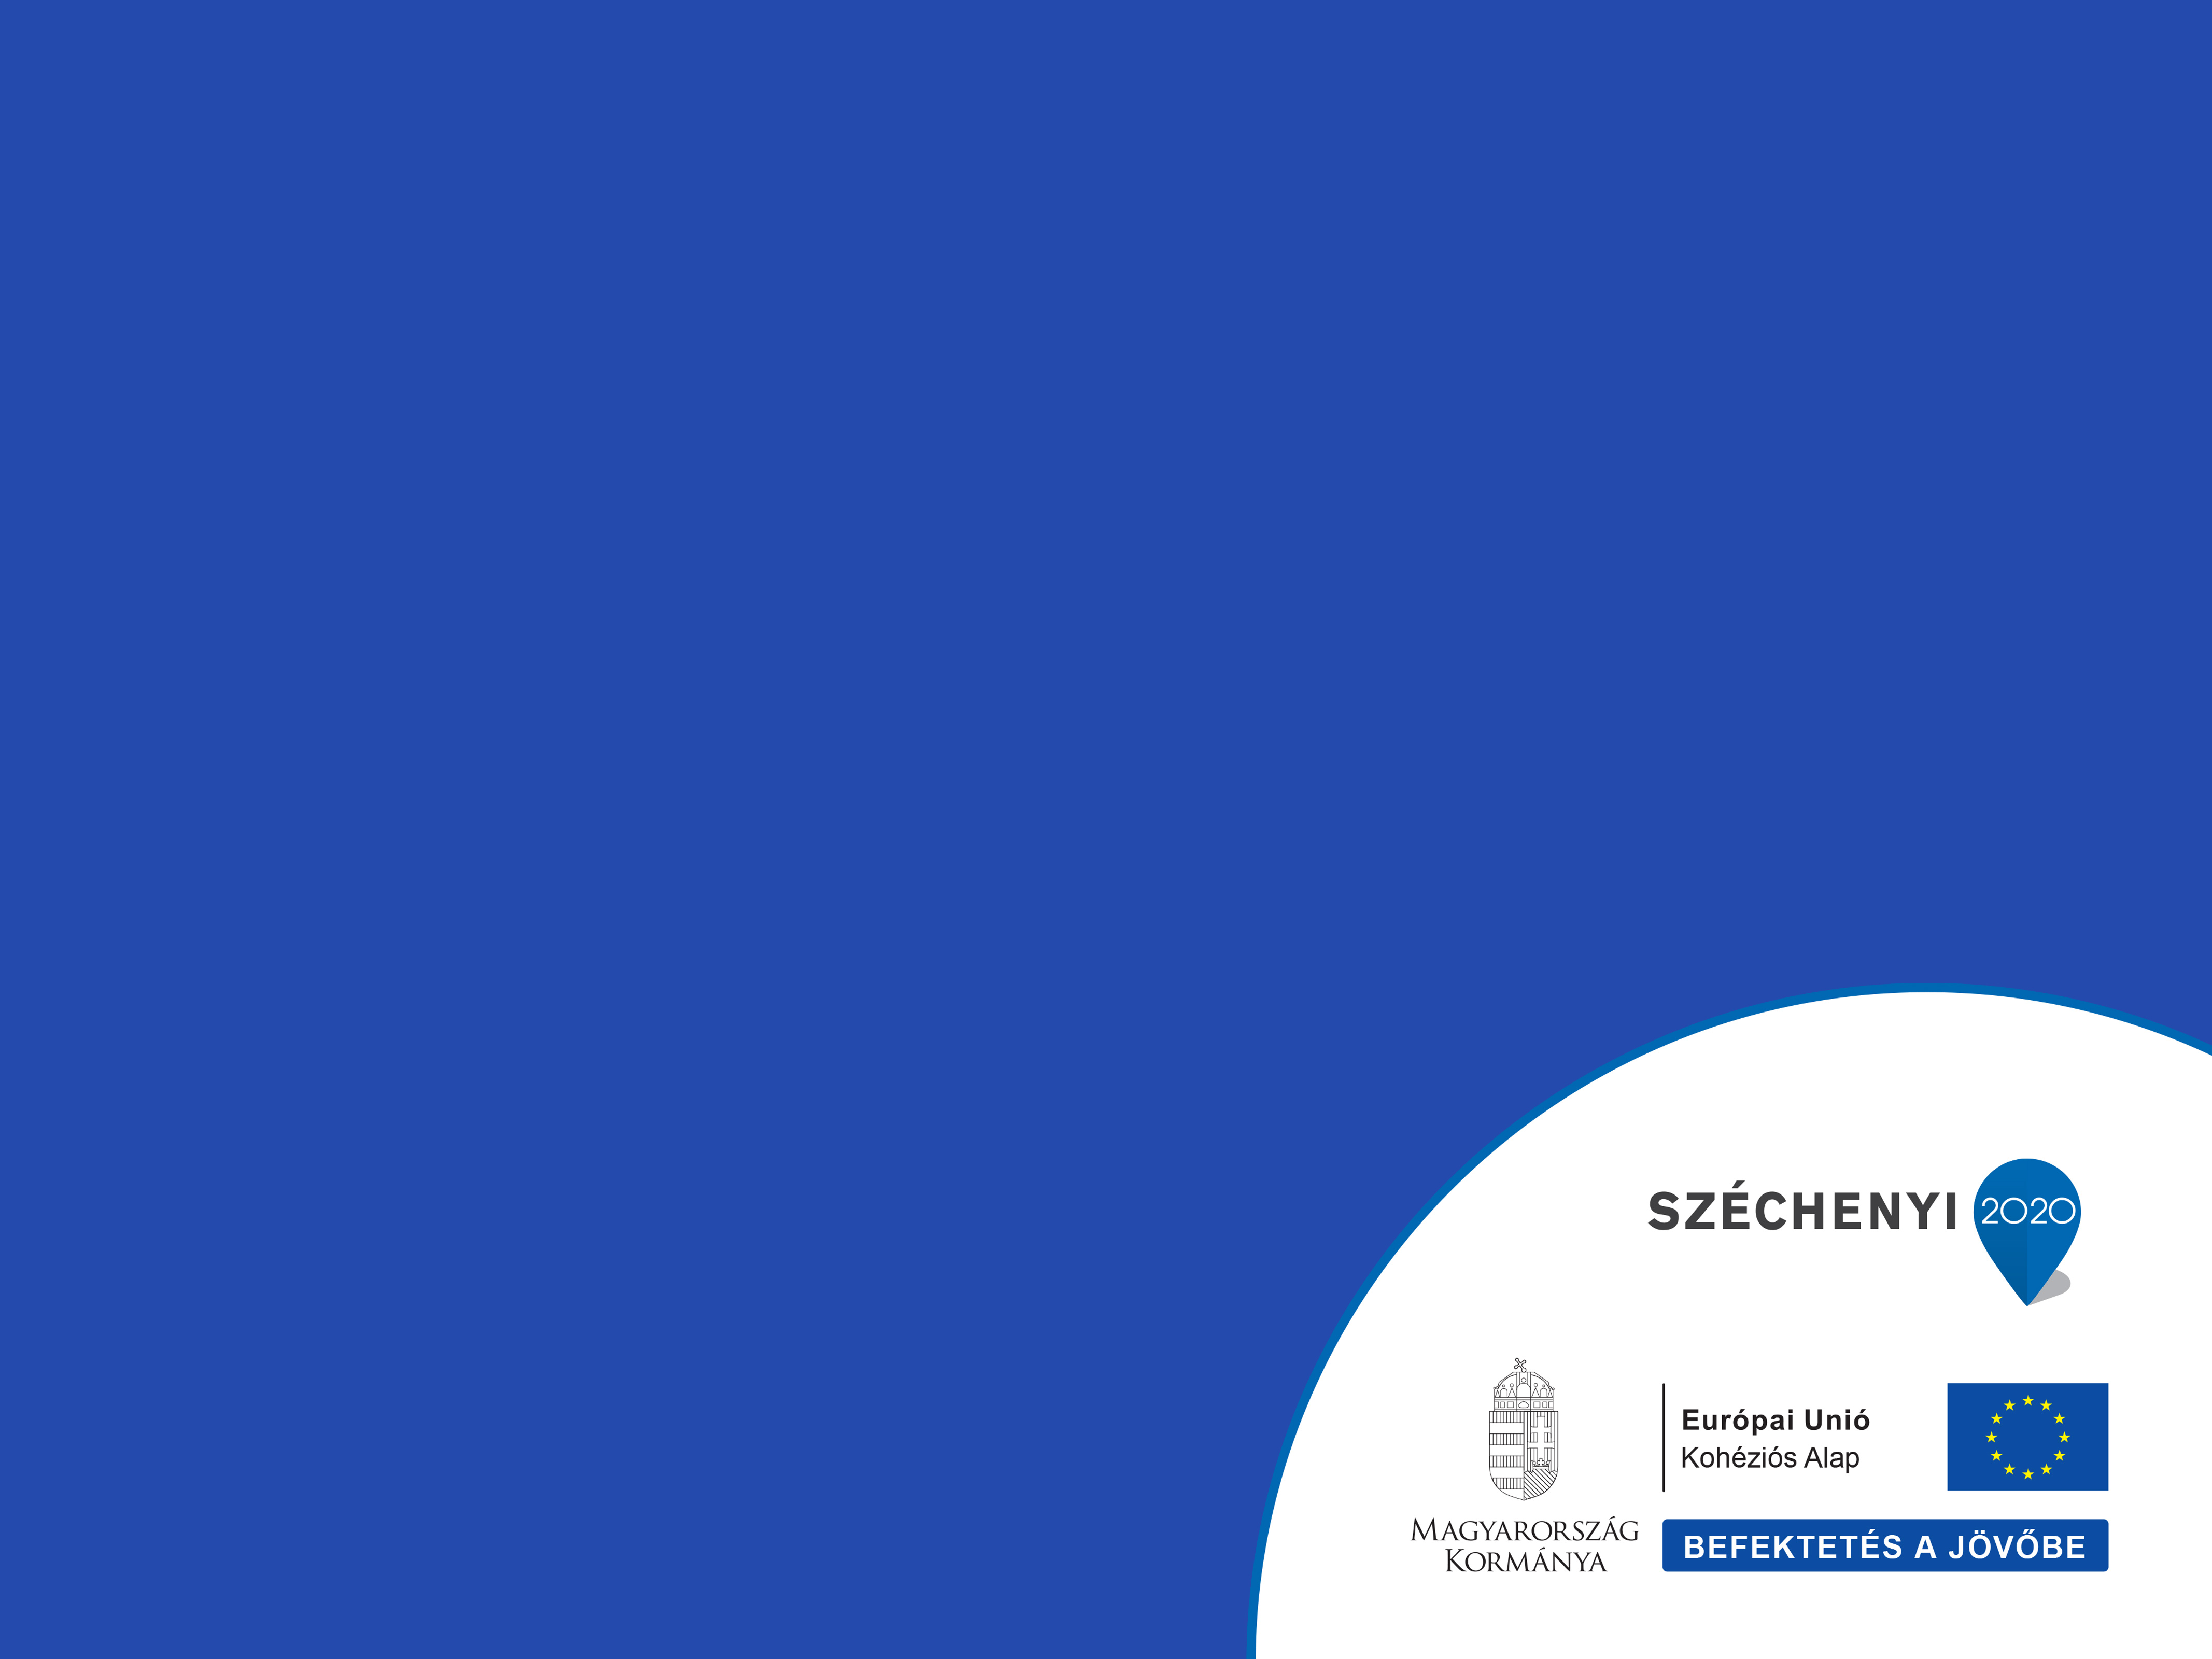 SZÉCHENYI 2020
Európai Unió
Kohéziós Alap
MAGYARORSZÁG
KORMÁNYA
BEFEKTETÉS A JÖVŐBE